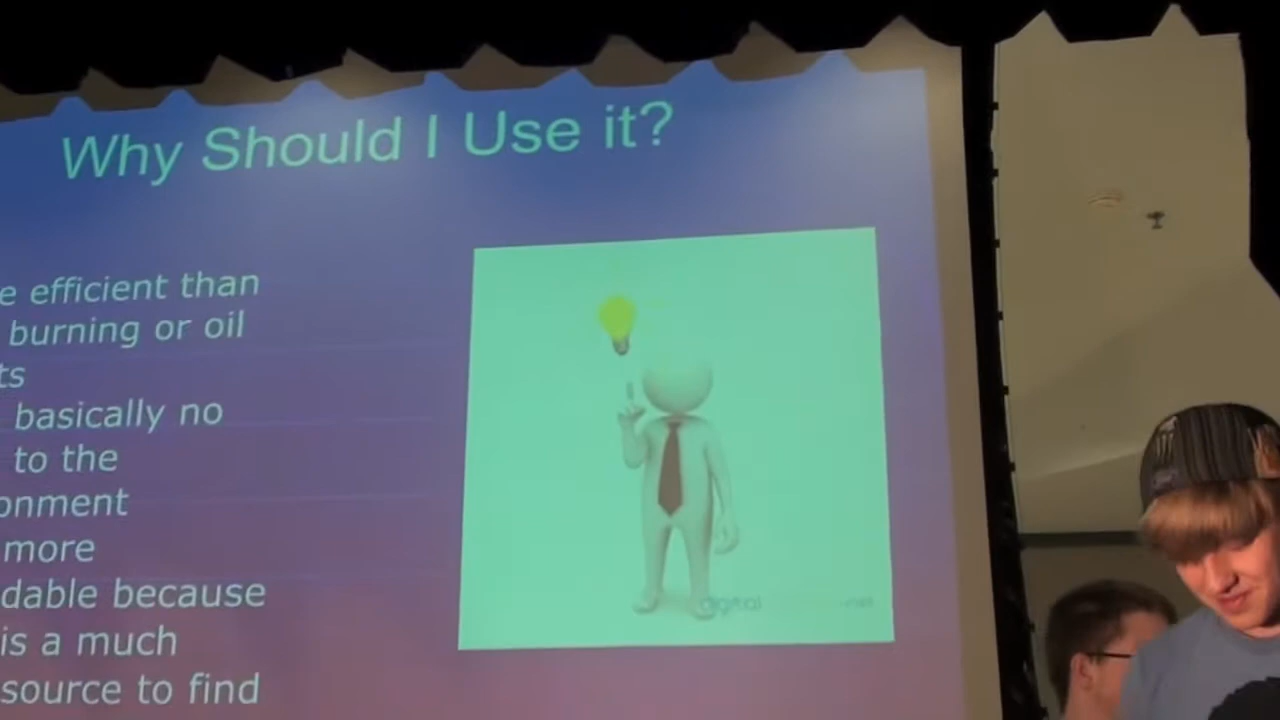 Why Should I Use it?
e efficient than
burning or oil
ts
basically no
to the
onment
more
dable because
is a much
source to find